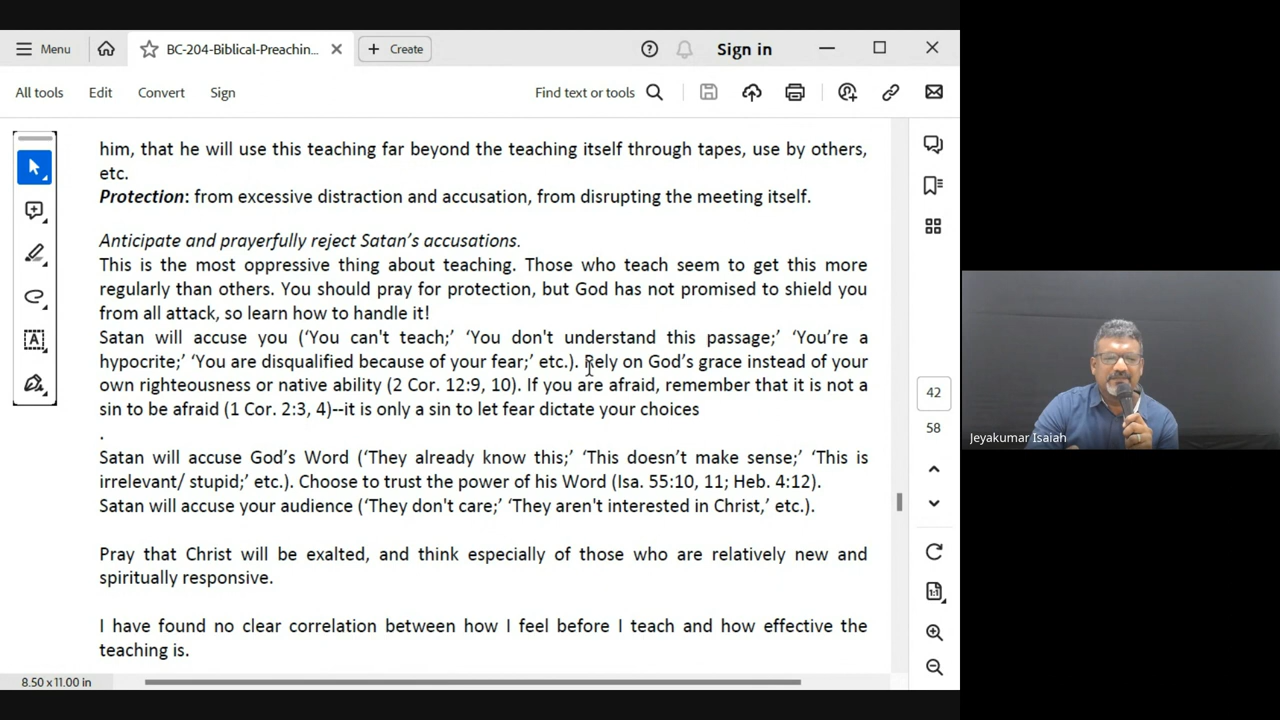 Menu
BC-204-Biblical-Preachin...
Create
Sign in
All tools
Edit
Convert
Sign
Find text or tools
him, that he will use this teaching far beyond the teaching itself through tapes, use by others,
etc.
Protection: from excessive distraction and accusation, from disrupting the meeting itself.
Anticipate and prayerfully reject Satan’s accusations.
This is the most oppressive thing about teaching. Those who teach seem to get this more
regularly than others. You should pray for protection, but God has not promised to shield you
from all attack, so learn how to handle it!
Satan will accuse you (‘You can't teach;’ ‘You don't understand this passage;’ ‘You’re a
hypocrite;’ ‘You are disqualified because of your fear;’ etc.). Rely on God’s grace instead of your
own righteousness or native ability (2 Cor. 12:9, 10). If you are afraid, remember that it is not a
sin to be afraid (1 Cor. 2:3, 4)--it is only a sin to let fear dictate your choices
.
Satan will accuse God’s Word (‘They already know this;’ ‘This doesn’t make sense;’ ‘This is
irrelevant/ stupid;’ etc.). Choose to trust the power of his Word (Isa. 55:10, 11; Heb. 4:12).
Satan will accuse your audience (‘They don't care;’ ‘They aren't interested in Christ,’ etc.).
Pray that Christ will be exalted, and think especially of those who are relatively new and
spiritually responsive.
I have found no clear correlation between how I feel before I teach and how effective the
teaching is.
8.50 x 11.00 in
42
58
1:1
Jeyakumar Isaiah